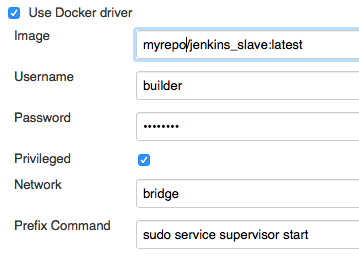 Use Docker driver
Image
myrepo/jenkins_slave:latest
Username
builder
Password
••••••••
Privileged
Network
bridge
Prefix Command
sudo service supervisor start